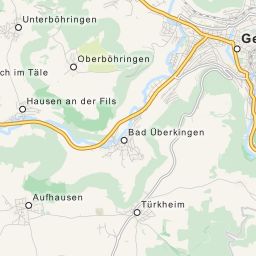 Unterböhringen
Ge
Oberböhringen
ch im Täle
Hausen an der Fils
Bad Überkingen
Aufhausen
Türkheim